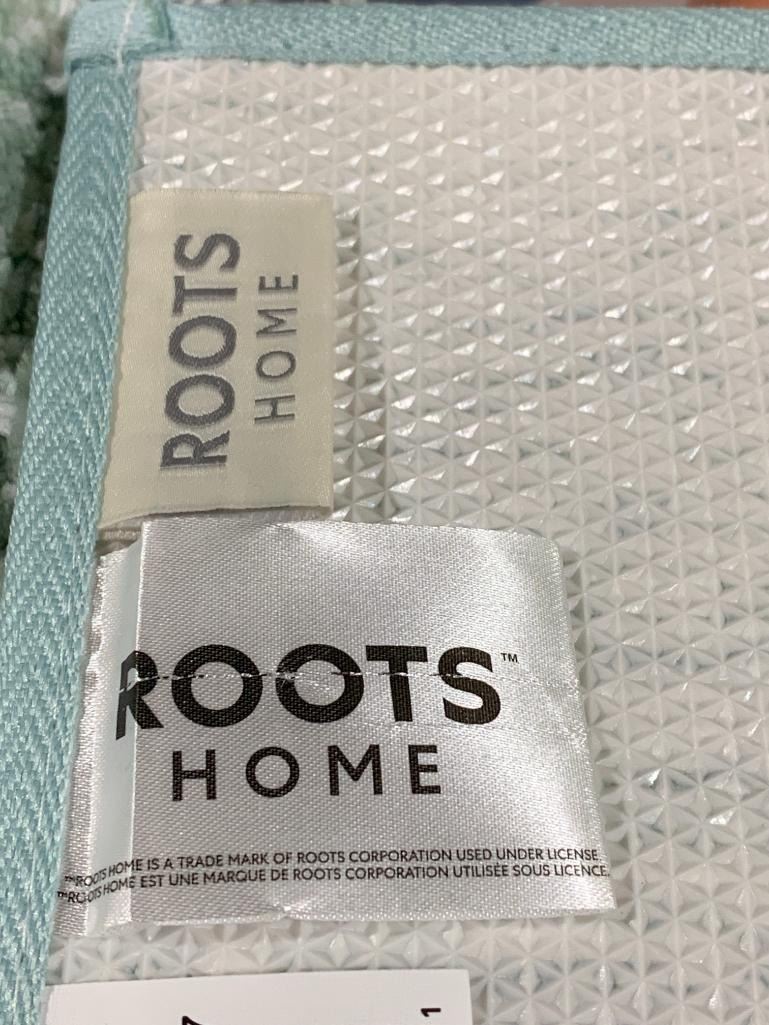 ROOTS
HOME
ROOTS™
HOME
™ROOTS HOME IS A TRADE MARK OF ROOTS CORPORATION USED UNDER LICENSE.
™ROOTS HOME EST UNE MARQUE DE ROOTS CORPORATION UTILISÉE SOUS LICENCE.
1